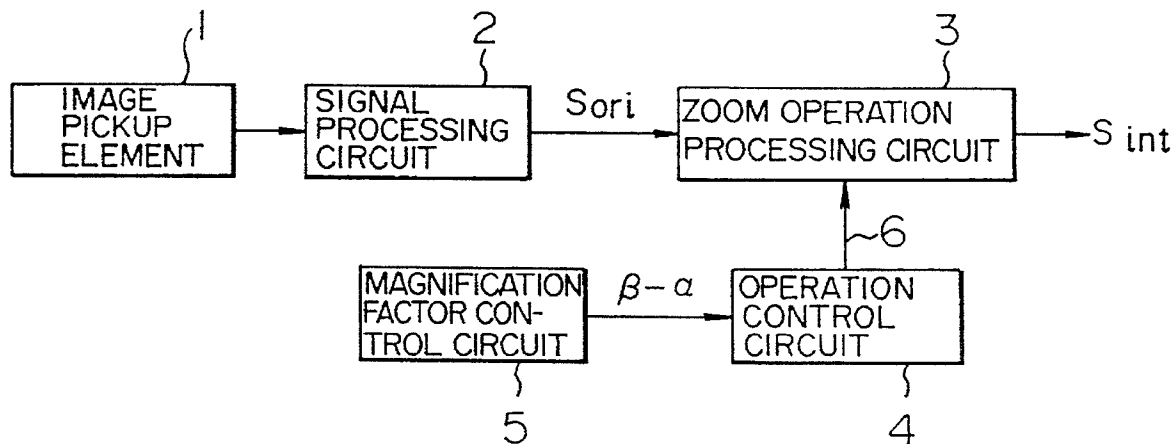 1
2
3
IMAGE
PICKUP
ELEMENT
SIGNAL
PROCESSING
CIRCUIT
Sori
ZOOM OPERATION
PROCESSING CIRCUIT
S int
6
MAGNIFICATION
FACTOR CON-
TROL CIRCUIT
β-α
OPERATION
CONTROL
CIRCUIT
5
4